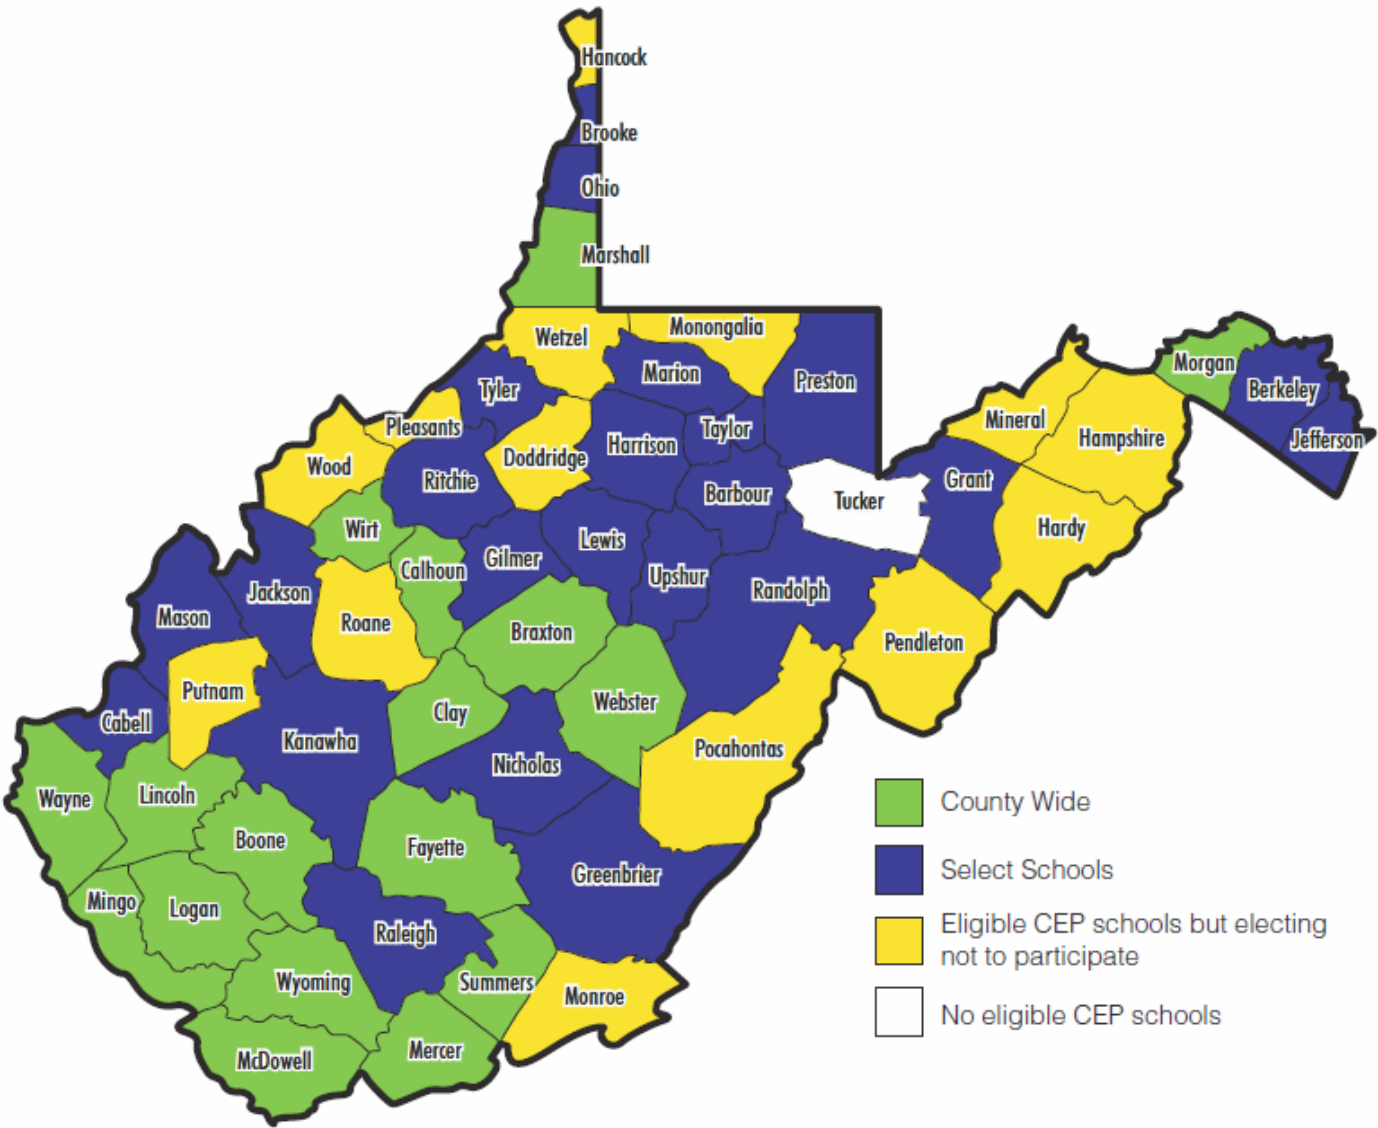 Hancock
Brooke
Ohio
Marshall
Wetzel
Monongalia
Marion
Preston
Tyler
Pleasants
Wood
Doddridge
Harrison
Taylor
Ritchie
Barbour
Tucker
Grant
Mineral
Hampshire
Hardy
Morgan
Berkeley
Jefferson
Wirt
Calhoun
Gilmer
Lewis
Upshur
Randolph
Jackson
Mason
Roane
Braxton
Pendleton
Putnam
Cabell
Kanawha
Clay
Webster
Nicholas
Pocahontas
Wayne
Lincoln
Boone
Fayette
Greenbrier
Mingo
Logan
Raleigh
Wyoming
Summers
Monroe
McDowell
Mercer
County Wide
Select Schools
Eligible CEP schools but electing
not to participate
No eligible CEP schools